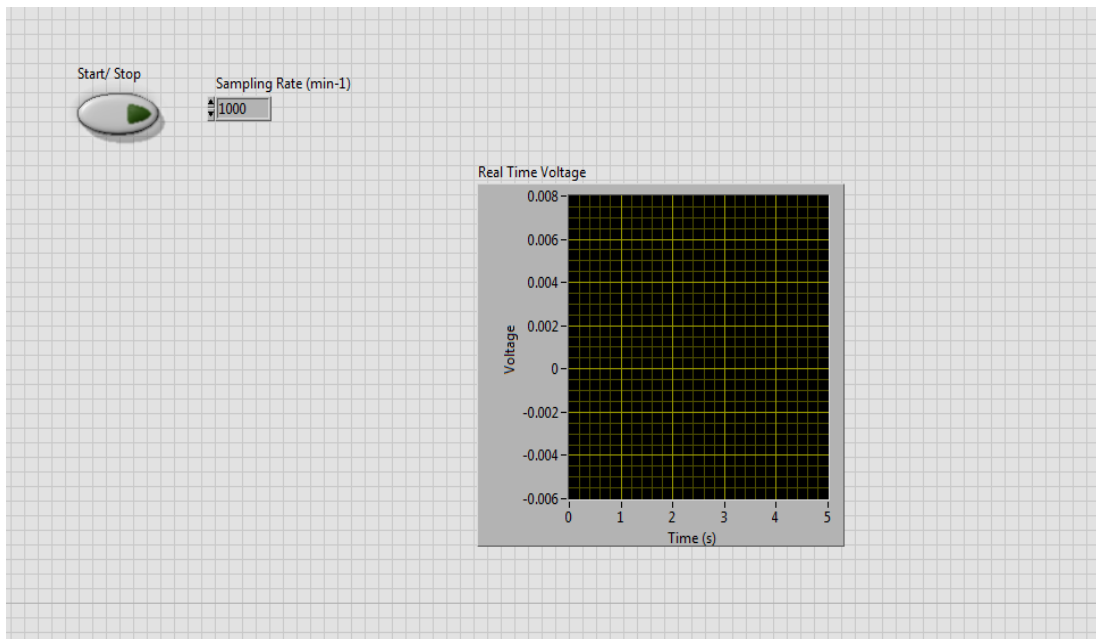 Start/ Stop
Sampling Rate (min-1)
1000
Real Time Voltage
0.008
0.006
0.004
0.002
0
-0.002
-0.004
-0.006
Voltage
0 1 2 3 4 5
Time (s)